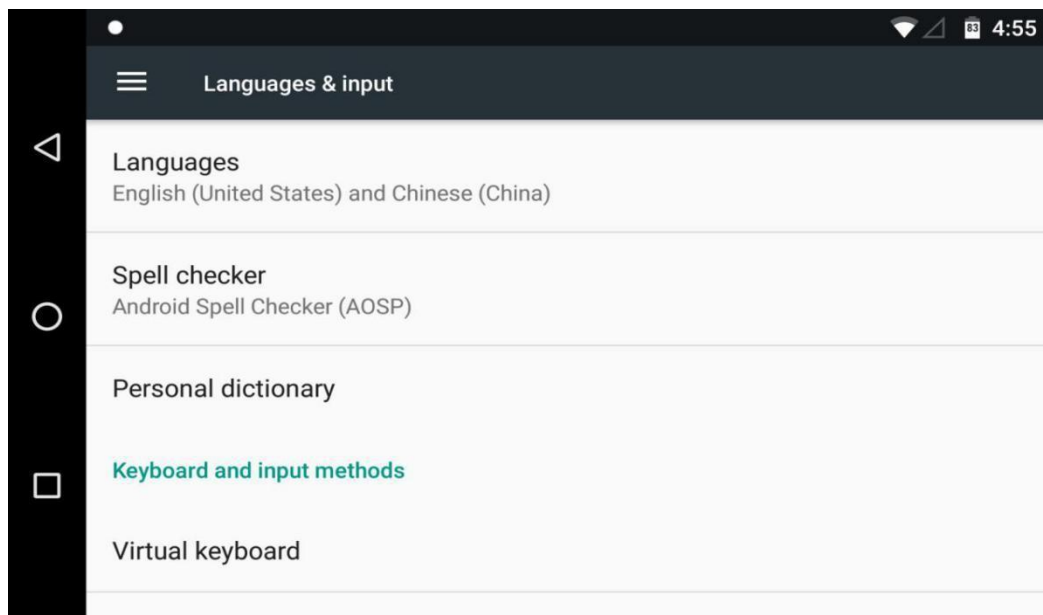 83 4:55
Languages & input
Languages
English (United States) and Chinese (China)
Spell checker
Android Spell Checker (AOSP)
Personal dictionary
Keyboard and input methods
Virtual keyboard